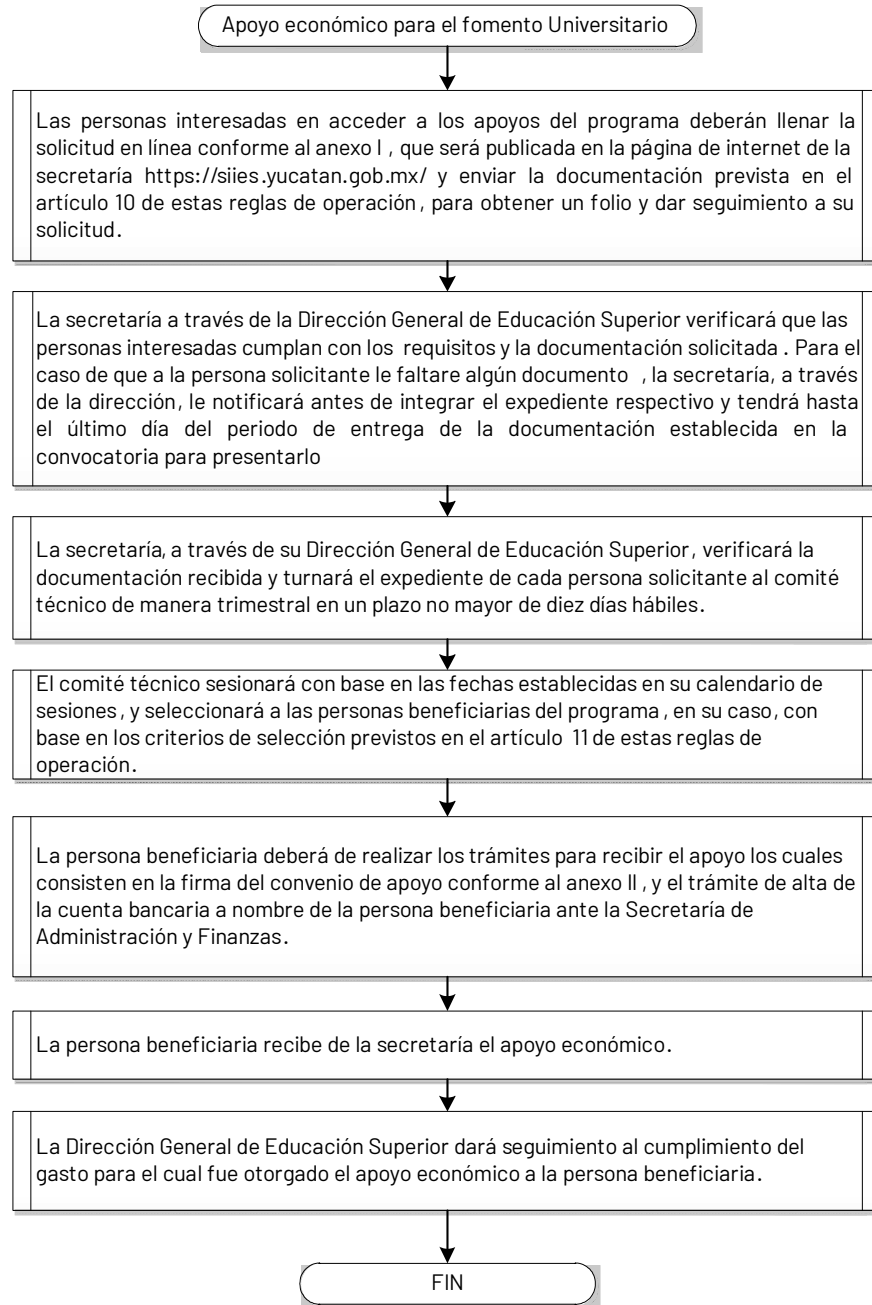 Apoyo económico para el fomento Universitario
Las personas interesadas en acceder a los apoyos del programa deberán llenar la
solicitud en línea conforme al anexo I , que será publicada en la página de internet de la
secretaría https://siies.yucatan.gob.mx/ y enviar la documentación prevista en el
artículo 10 de estas reglas de operación, para obtener un folio y dar seguimiento a su
solicitud.
La secretaría a través de la Dirección General de Educación Superior verificará que las
personas interesadas cumplan con los requisitos y la documentación solicitada . Para el
caso de que a la persona solicitante le faltare algún documento , la secretaría, a través
de la dirección, le notificará antes de integrar el expediente respectivo y tendrá hasta
el último día del periodo de entrega de la documentación establecida en la
convocatoria para presentarlo
La secretaría, a través de su Dirección General de Educación Superior, verificará la
documentación recibida y turnará el expediente de cada persona solicitante al comité
técnico de manera trimestral en un plazo no mayor de diez días hábiles.
El comité técnico sesionará con base en las fechas establecidas en su calendario de
sesiones, y seleccionará a las personas beneficiarias del programa, en su caso, con
base en los criterios de selección previstos en el artículo 11 de estas reglas de
operación.
La persona beneficiaria deberá de realizar los trámites para recibir el apoyo los cuales
consisten en la firma del convenio de apoyo conforme al anexo II , y el trámite de alta de
la cuenta bancaria a nombre de la persona beneficiaria ante la Secretaría de
Administración y Finanzas.
La persona beneficiaria recibe de la secretaría el apoyo económico.
La Dirección General de Educación Superior dará seguimiento al cumplimiento del
gasto para el cual fue otorgado el apoyo económico a la persona beneficiaria.
FIN